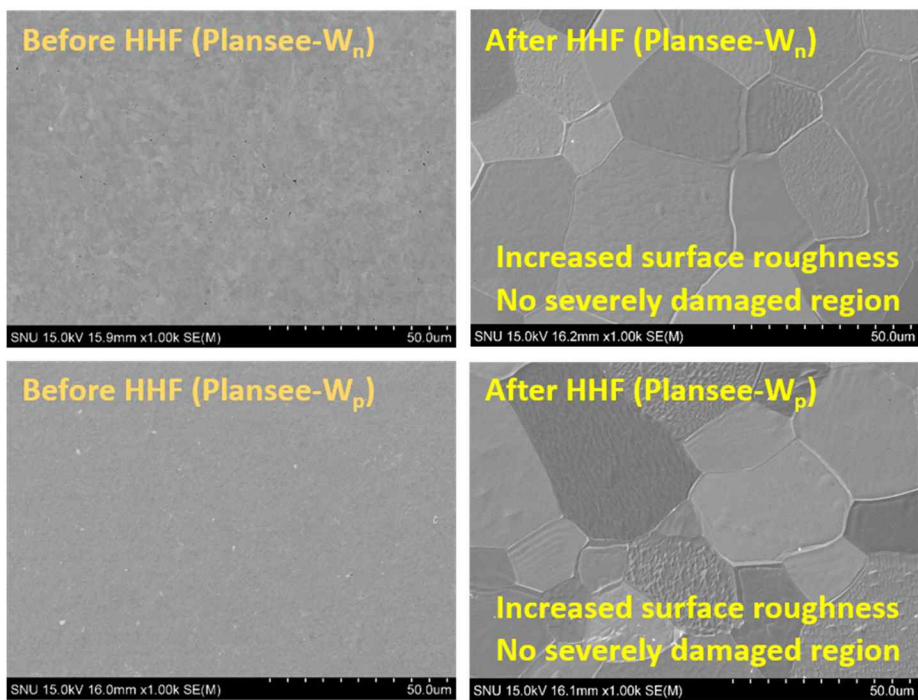 Before HHF (Plansee-Wn)
SNU 15.0kV 15.9mm x1.00k SE(M) 50.0um
After HHF (Plansee-Wn)
Increased surface roughness
No severely damaged region
SNU 15.0kV 16.2mm x1.00k SE(M) 50.0um
Before HHF (Plansee-Wp)
SNU 15.0kV 16.0mm x1.00k SE(M) 50.0um
After HHF (Plansee-Wp)
Increased surface roughness
No severely damaged region
SNU 15.0kV 16.1mm x1.00k SE(M) 50.0um